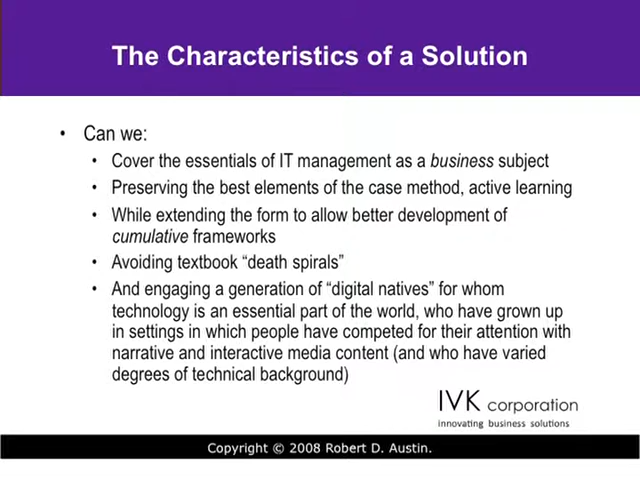 The Characteristics of a Solution
• Can we:
• Cover the essentials of IT management as a business subject
• Preserving the best elements of the case method, active learning
• While extending the form to allow better development of
cumulative frameworks
• Avoiding textbook “death spirals”
• And engaging a generation of “digital natives” for whom
technology is an essential part of the world, who have grown up
in settings in which people have competed for their attention with
narrative and interactive media content (and who have varied
degrees of technical background)
IVK corporation
innovating business solutions
Copyright © 2008 Robert D. Austin.